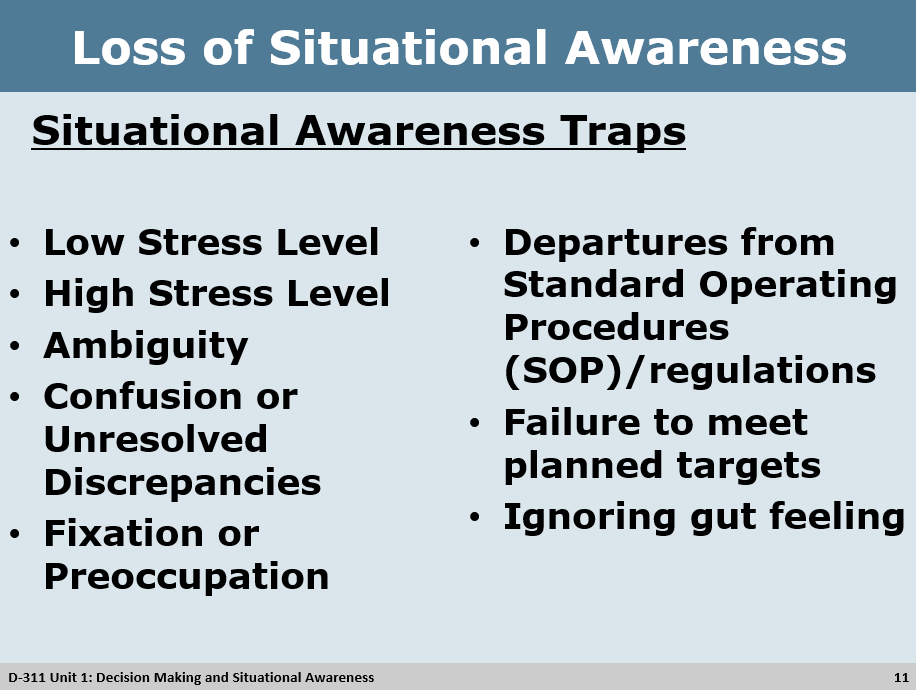 Loss of Situational Awareness
Situational Awareness Traps
• Low Stress Level
• High Stress Level
• Ambiguity
• Confusion or
Unresolved
Discrepancies
• Fixation or
Preoccupation
• Departures from
Standard Operating
Procedures
(SOP)/regulations
• Failure to meet
planned targets
• Ignoring gut feeling
D-311 Unit 1: Decision Making and Situational Awareness
11